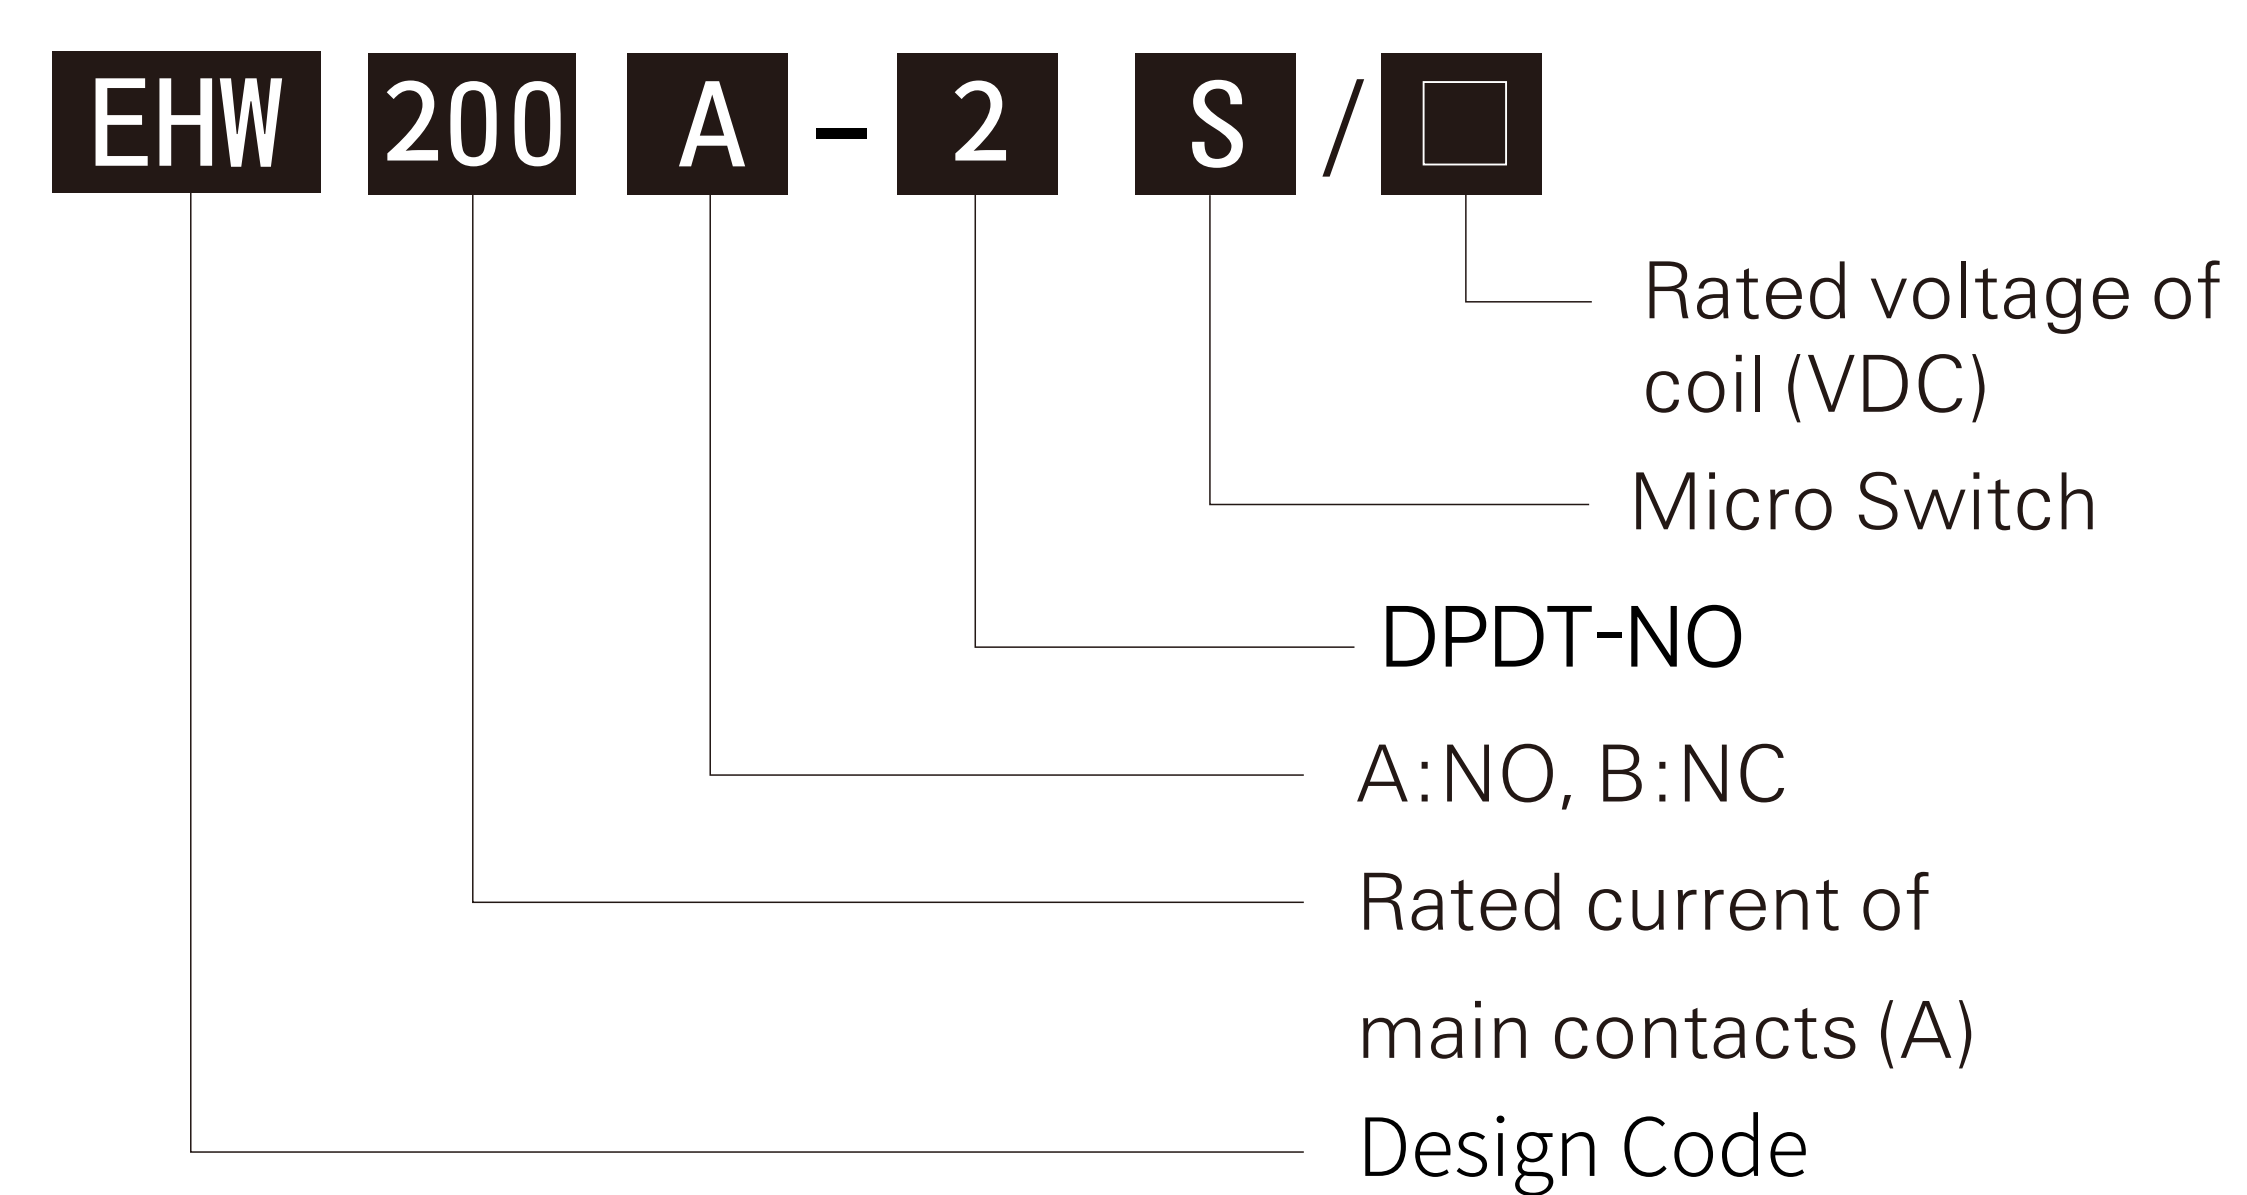 EHW 200 A - 2 S / □
Rated voltage of
coil (VDC)
Micro Switch
DPDT-NO
A:NO, B:NC
Rated current of
main contacts (A)
Design Code